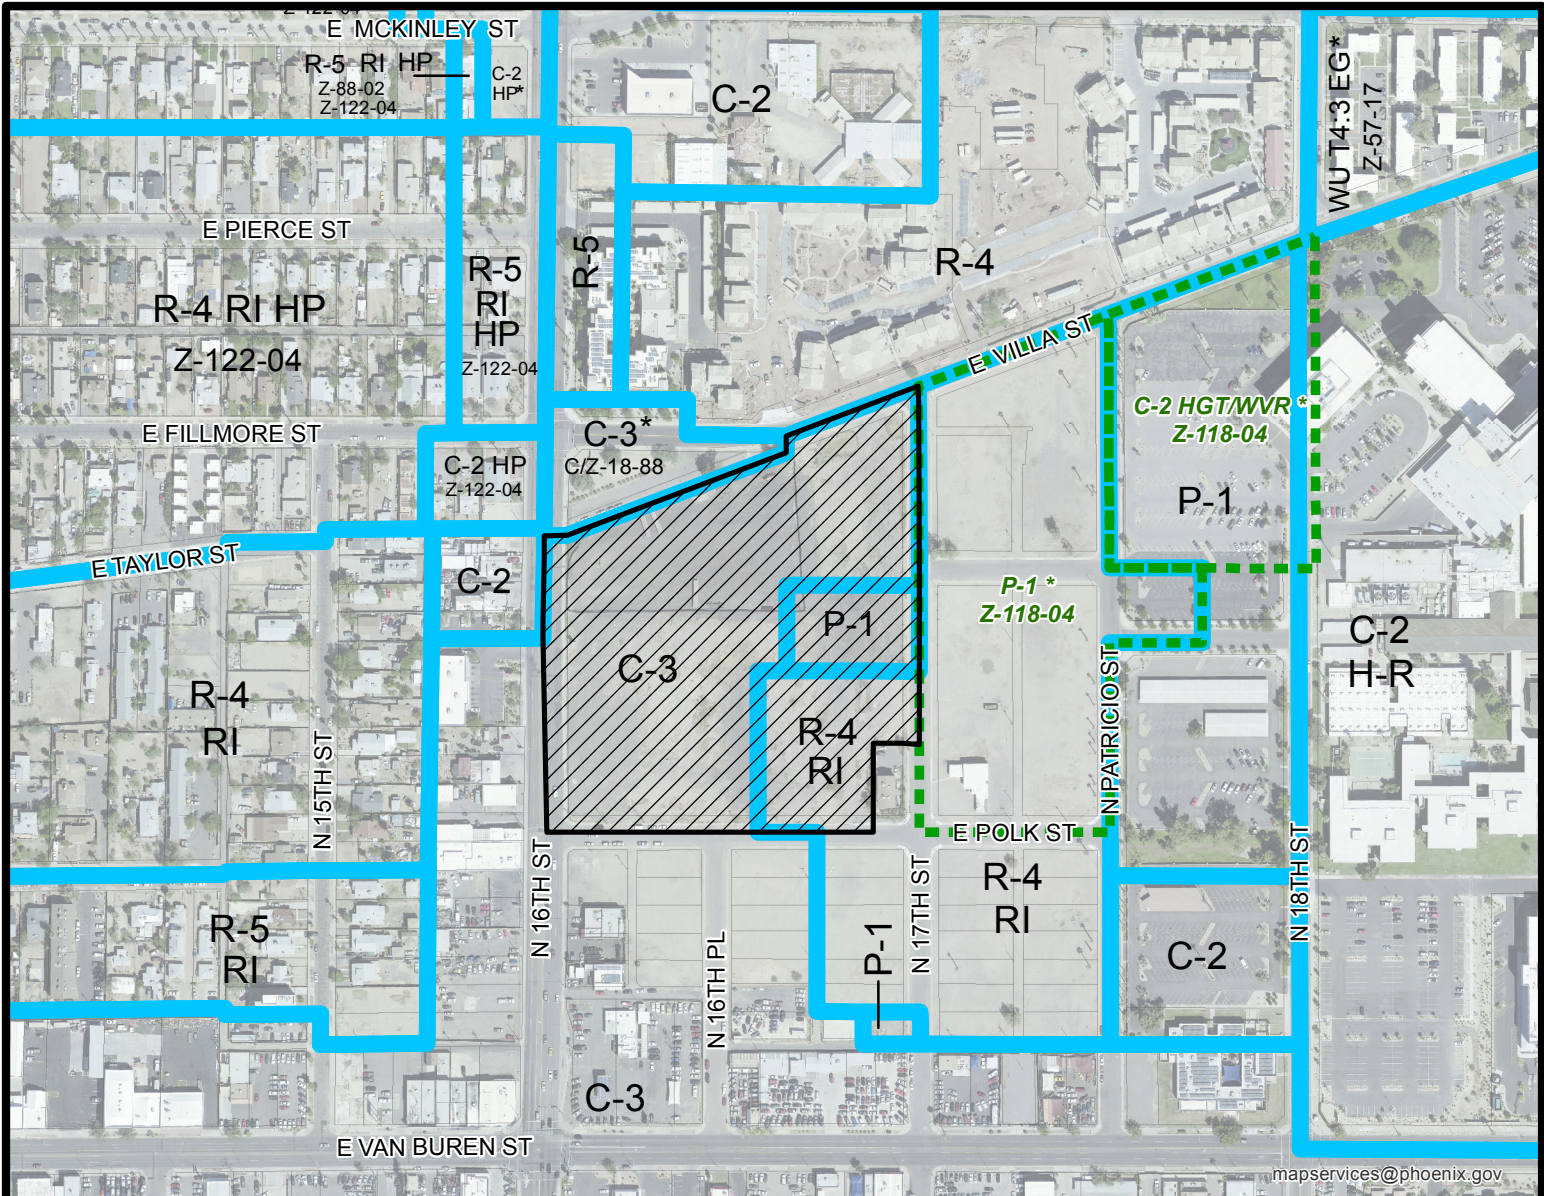 Z-122-04
E MCKINLEY ST
R-5 RI HP
Z-88-02
Z-122-04
C-2
HP*
C-2
WU T4:3 EG*
Z-57-17
E PIERCE ST
R-4 RI HP
Z-122-04
R-5
RI
HP
Z-122-04
R-5
R-4
E VILLA ST
C-2 HGT/WVR *
Z-118-04
P-1
E FILLMORE ST
C-3*
C/Z-18-88
C-2 HP
Z-122-04
E TAYLOR ST
C-2
P-1 *
Z-118-04
P-1
C-3
R-4
RI
C-2
H-R
R-4
RI
N 15TH ST
N PATRICIO ST
E POLK ST
R-4
RI
N 16TH ST
N 17TH ST
N 18TH ST
R-5
RI
P-1
C-2
N 16TH PL
C-3
E VAN BUREN ST
mapservices@phoenix.gov